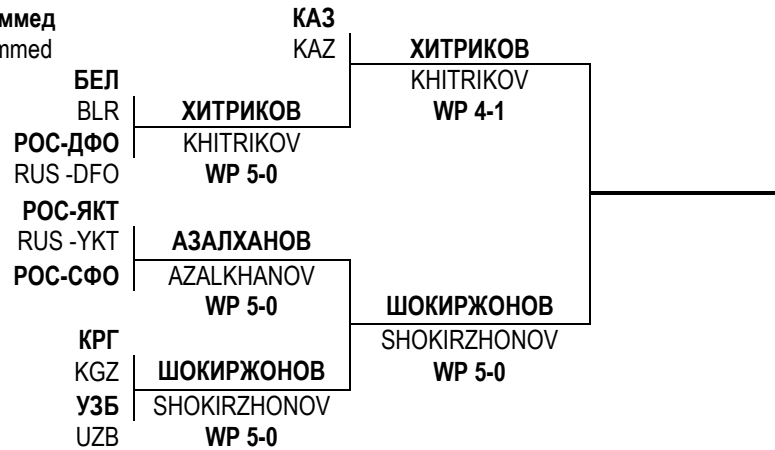 ммед КАЗ
mmed KAZ ХИТРИКОВ
БЕЛ KHITRIKOV
BLR ХИТРИКОВ WP 4-1
РОС-ДФО KHITRIKOV
RUS -DFO WP 5-0
РОС-ЯКТ
RUS -YKT АЗАЛХАНОВ
РОС-СФО AZALKHANOV
WP 5-0 ШОКИРЖОНОВ
КРГ SHOKIRZHONOV
KGZ ШОКИРЖОНОВ WP 5-0
УЗБ SHOKIRZHONOV
UZB WP 5-0